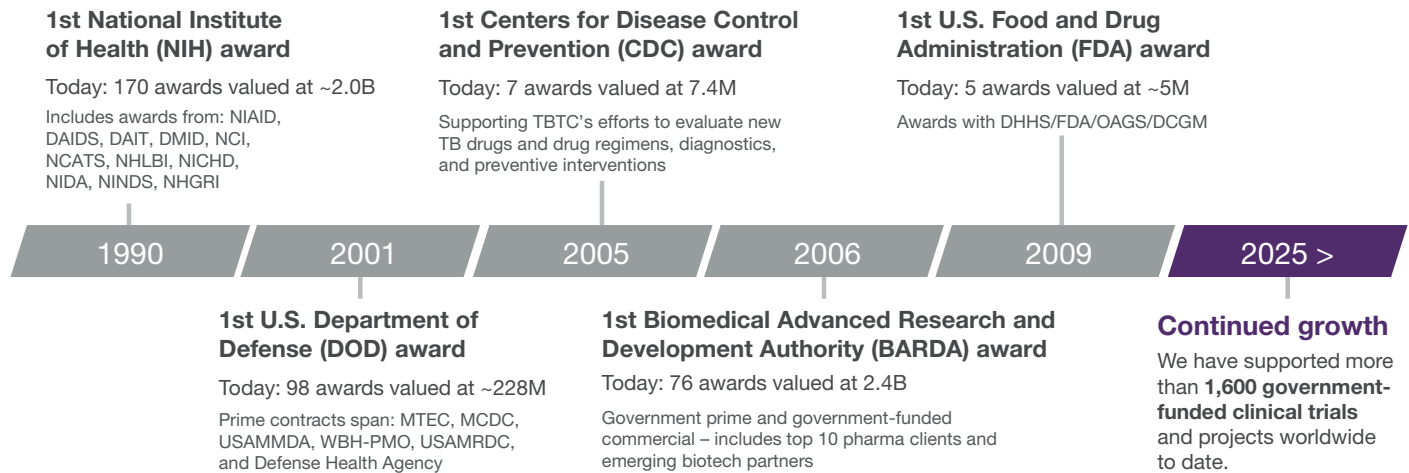 1st National Institute
of Health (NIH) award
Today: 170 awards valued at ~2.0B
Includes awards from: NIAID,
DAIDS, DAIT, DMID, NCI,
NCATS, NHLBI, NICHD,
NIDA, NINDS, NHGRI
1st Centers for Disease Control
and Prevention (CDC) award
Today: 7 awards valued at 7.4M
Supporting TBTC’s efforts to evaluate new
TB drugs and drug regimens, diagnostics,
and preventive interventions
1st U.S. Food and Drug
Administration (FDA) award
Today: 5 awards valued at ~5M
Awards with DHHS/FDA/OAGS/DCGM
1990
2001
2005
2006
2009
2025 >
1st U.S. Department of
Defense (DOD) award
Today: 98 awards valued at ~228M
Prime contracts span: MTEC, MCDC,
USAMMDA, WBH-PMO, USAMRDC,
and Defense Health Agency
1st Biomedical Advanced Research and
Development Authority (BARDA) award
Today: 76 awards valued at 2.4B
Government prime and government-funded
commercial – includes top 10 pharma clients and
emerging biotech partners
Continued growth
We have supported more
than 1,600 government-
funded clinical trials
and projects worldwide
to date.